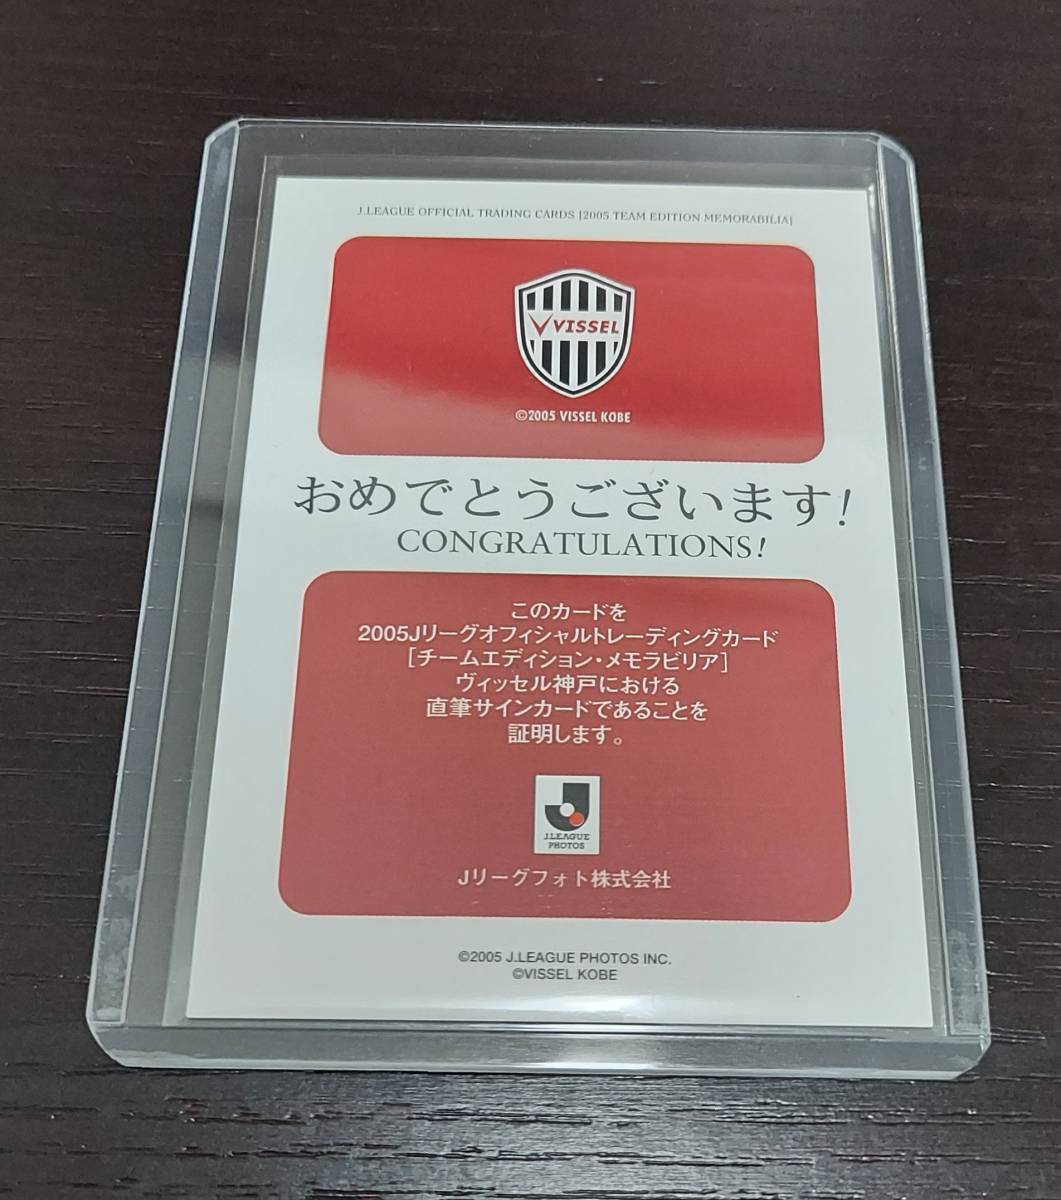 J.LEAGUE OFFICIAL TRADING CARDS [2005 TEAM EDITION MEMORABILIA]
VISSEL
©2005 VISSEL KOBE
おめでとうございます!
CONGRATULATIONS!
このカードを
2005Jリーグオフィシャルトレーディングカード
[チームエディション・メモラビリア]
ヴィッセル神戸における
直筆サインカードであることを
証明します。
J.LEAGUE
PHOTOS
Jリーグフォト株式会社
©2005 J.LEAGUE PHOTOS INC.
©VISSEL KOBE